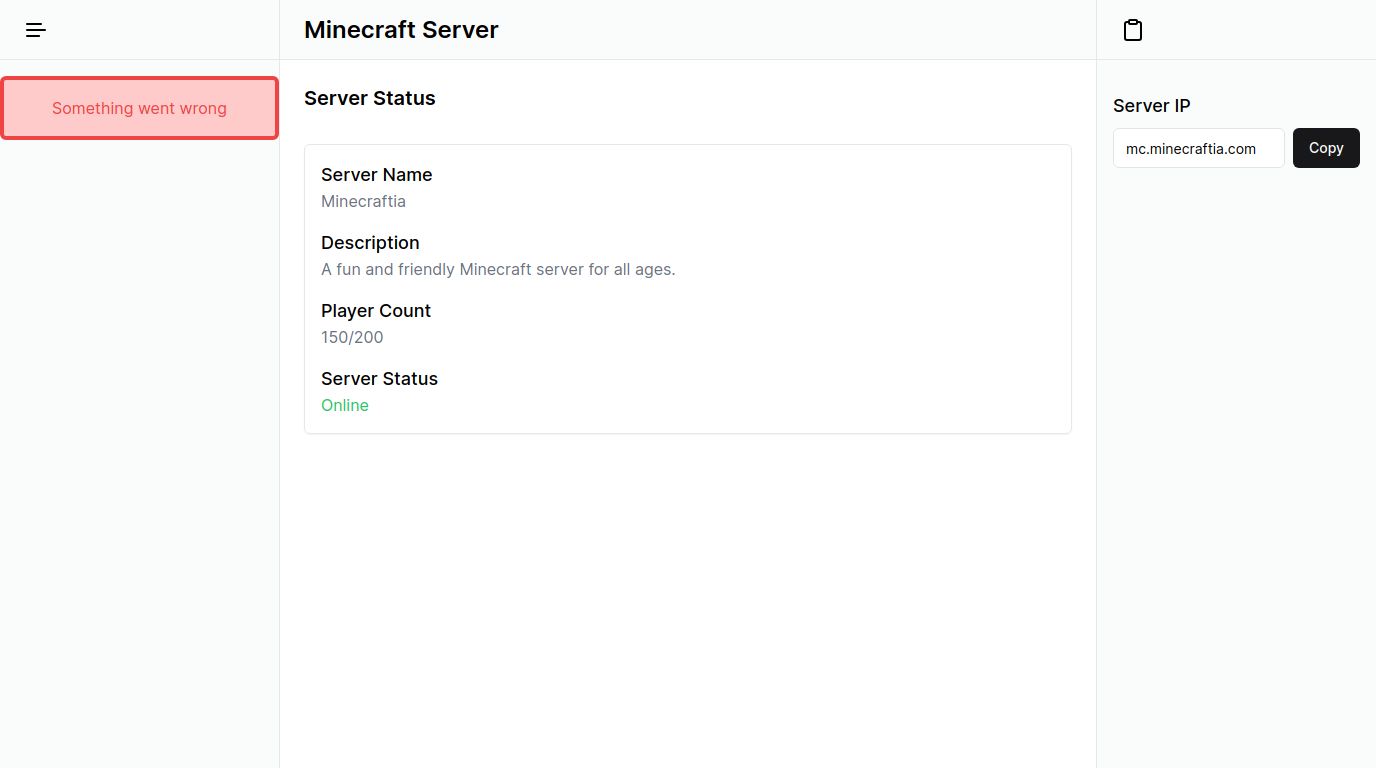 Minecraft Server
Something went wrong
Server Status
Server Name
Minecraftia
Description
A fun and friendly Minecraft server for all ages.
Player Count
150/200
Server Status
Online
Server IP
mc.minecraftia.com
Copy